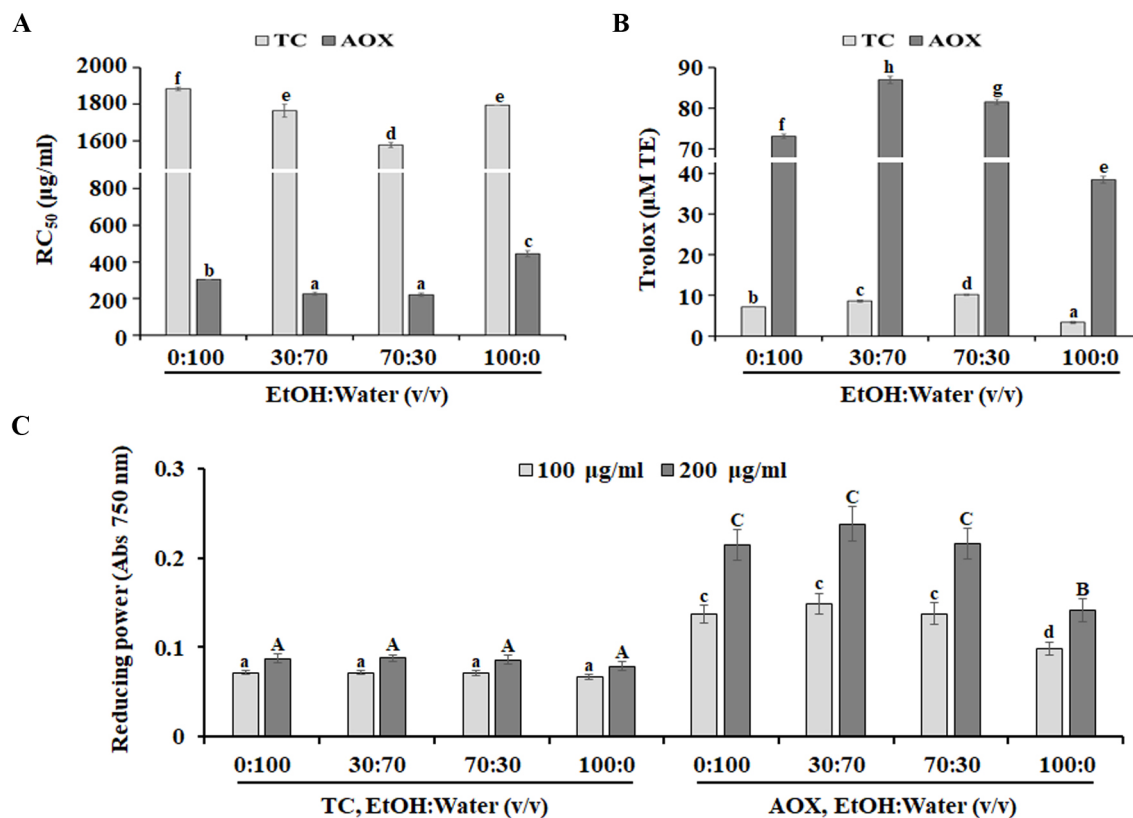 A
TC AOX
RC50 (µg/ml)
2000
1800
1600
800
600
400
200
0
f
b
e
a
d
a
e
c
0:100 30:70 70:30 100:0
EtOH:Water (v/v)
B
TC AOX
Trolox (µM TE)
90
80
70
40
30
20
10
0
b
f
c
h
d
g
a
e
0:100 30:70 70:30 100:0
EtOH:Water (v/v)
C
100 µg/ml 200 µg/ml
Reducing power (Abs 750 nm)
0.3
0.2
0.1
0
a A a A a A a A c C c C c C d B
0:100 30:70 70:30 100:0 0:100 30:70 70:30 100:0
TC, EtOH:Water (v/v) AOX, EtOH:Water (v/v)